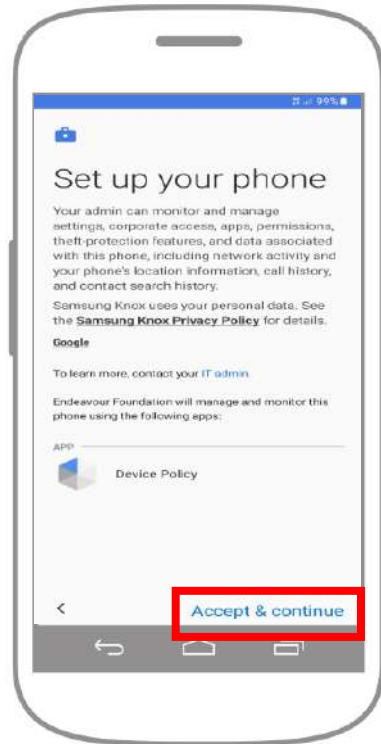 99%
Set up your phone
Your admin can monitor and manage
settings, corporate access, apps, permissions,
theft-protection features, and data associated
with this phone, including network activity and
your phone's location information, call history,
and contact search history.
Samsung Knox uses your personal data. See
the Samsung Knox Privacy Policy for details.
Google
To learn more, contact your IT admin
Endeavour Foundation will manage and monitor this
phone using the following apps:
APP
Device Policy
Accept & continue